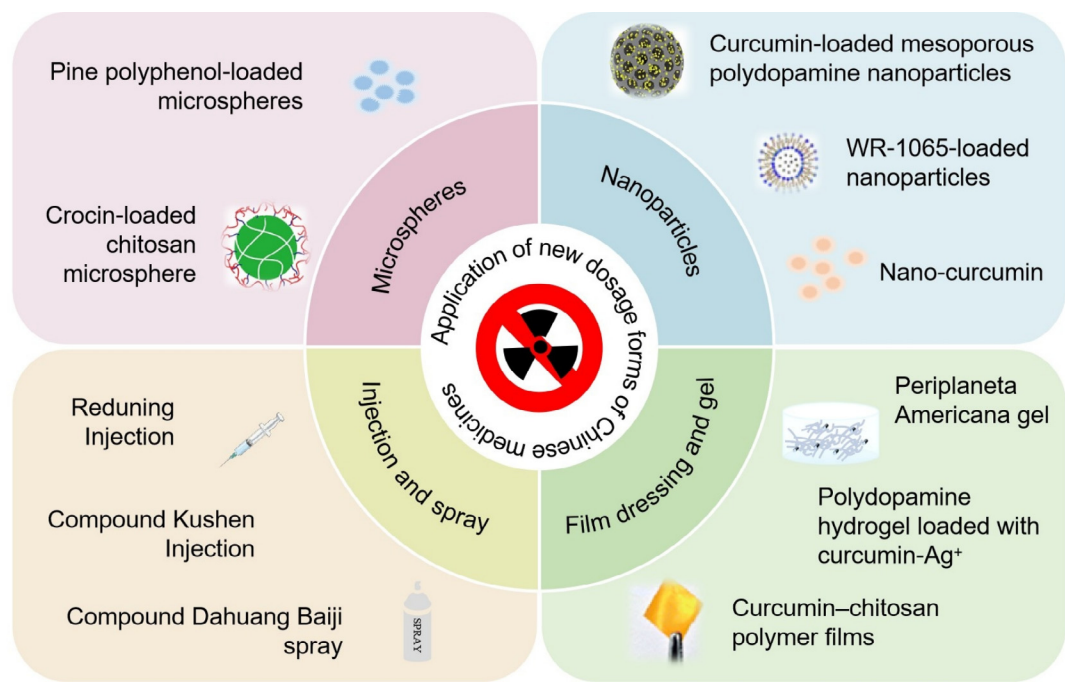 Pine polyphenol-loaded
microspheres
Crocin-loaded
chitosan
microsphere
Microspheres
Curcumin-loaded mesoporous
polydopamine nanoparticles
WR-1065-loaded
nanoparticles
Nano-curcumin
Nanoparticles
Application of new dosage forms of Chinese medicines
Reduning
Injection
Compound Kushen
Injection
Compound Dahuang Baiji
spray
SPRAY
Injection and spray
Periplaneta
Americana gel
Polydopamine
hydrogel loaded with
curcumin-Ag⁺
Curcumin–chitosan
polymer films
Film dressing and gel